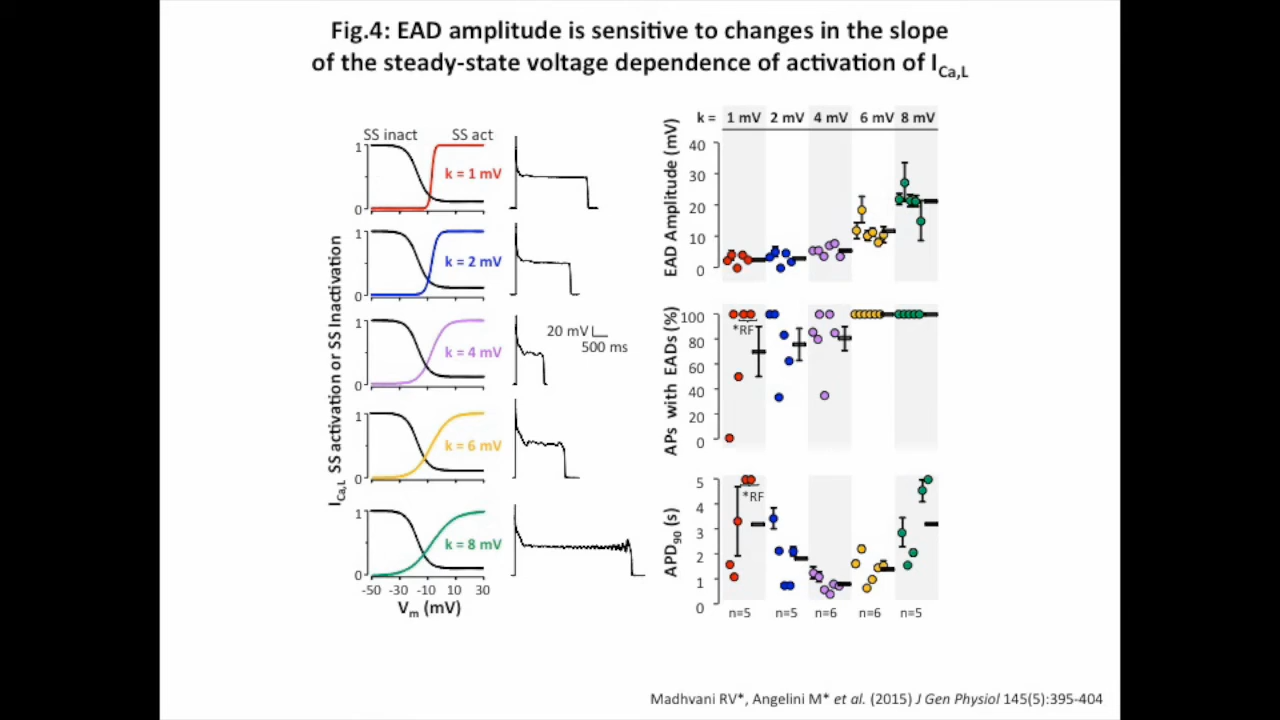 Fig.4: EAD amplitude is sensitive to changes in the slope
of the steady-state voltage dependence of activation of I Ca,L
I Ca,L SS activation or SS Inactivation
SS inact SS act
1
k = 1 mV
0
1
k = 2 mV
0
1
k = 4 mV
0
1
k = 6 mV
0
1
k = 8 mV
0
-50 -30 -10 10 30
V m (mV)
20 mV
500 ms
k = 1 mV 2 mV 4 mV 6 mV 8 mV
EAD Amplitude (mV)
40
30
20
10
0
APs with EADs (%)
100
80
60
40
20
0
*RF
APD 90 (s)
5
4
3
2
1
0
*RF
n=5 n=5 n=6 n=6 n=5
Madhvani RV*, Angelini M* et al. (2015) J Gen Physiol 145(5):395-404